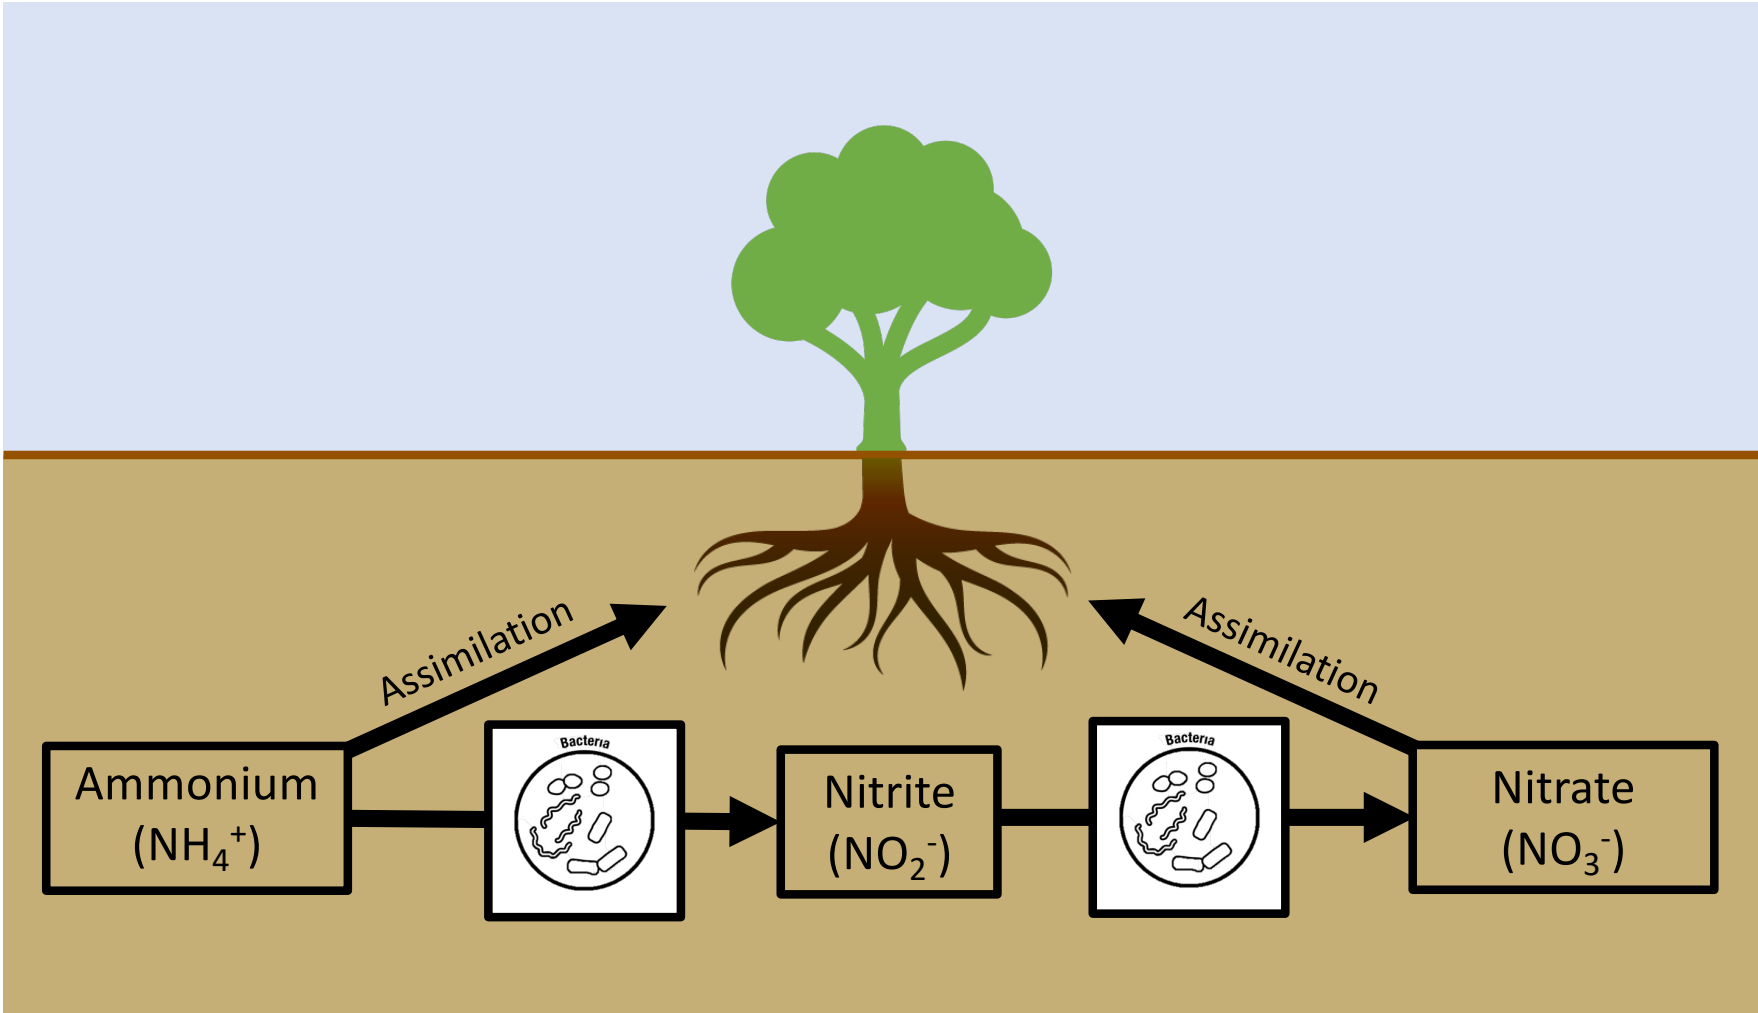 Assimilation
Assimilation
Bacteria
Bacteria
Ammonium
(NH₄⁺)
Nitrite
(NO₂⁻)
Nitrate
(NO₃⁻)